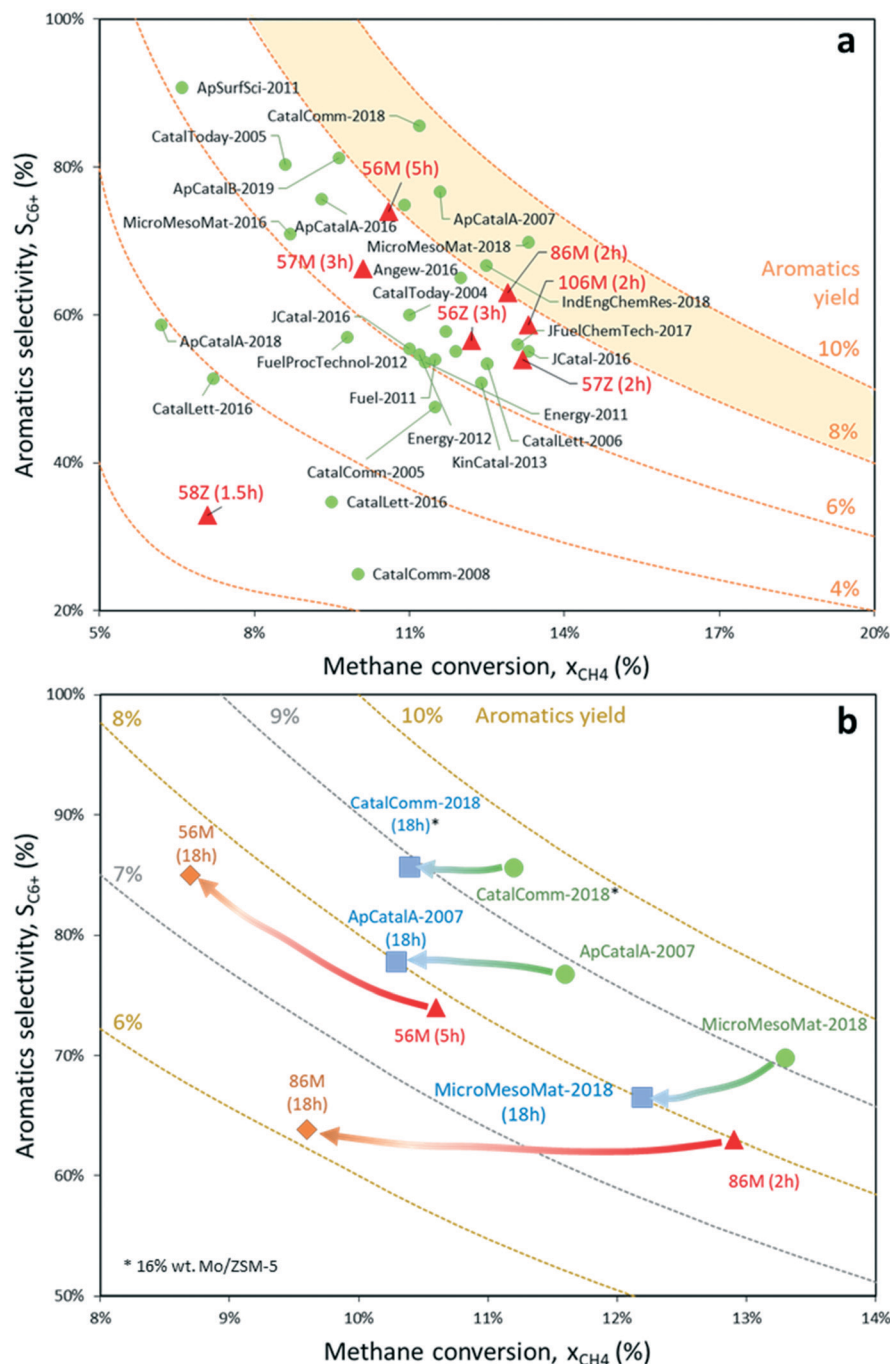 a
100%
80%
60%
40%
20%
Aromatics selectivity, S_C6+ (%)
ApSurfSci-2011
CatalComm-2018
CatalToday-2005
56M (5h)
ApCatalB-2019
ApCatalA-2016
ApCatalA-2007
MicroMesoMat-2016
MicroMesoMat-2018
86M (2h)
57M (3h)
Angew-2016
106M (2h)
Aromatics
yield
CatalToday-2004
IndEngChemRes-2018
JCatal-2016
56Z (3h)
JFuelChemTech-2017
10%
ApCatalA-2018
FuelProcTechnol-2012
JCatal-2016
Fuel-2011
57Z (2h)
CatalLett-2016
Energy-2011
8%
Energy-2012
CatalLett-2006
CatalComm-2005
KinCatal-2013
58Z (1.5h)
CatalLett-2016
6%
CatalComm-2008
4%
5%
8%
11%
14%
17%
20%
Methane conversion, x_CH4 (%)
b
100%
90%
80%
70%
60%
50%
Aromatics selectivity, S_C6+ (%)
8%
9%
10%
Aromatics yield
CatalComm-2018
(18h)*
56M
(18h)
7%
CatalComm-2018*
ApCatalA-2007
(18h)
ApCatalA-2007
6%
56M (5h)
MicroMesoMat-2018
86M
(18h)
MicroMesoMat-2018
(18h)
86M (2h)
* 16% wt. Mo/ZSM-5
8%
9%
10%
11%
12%
13%
14%
Methane conversion, x_CH4 (%)